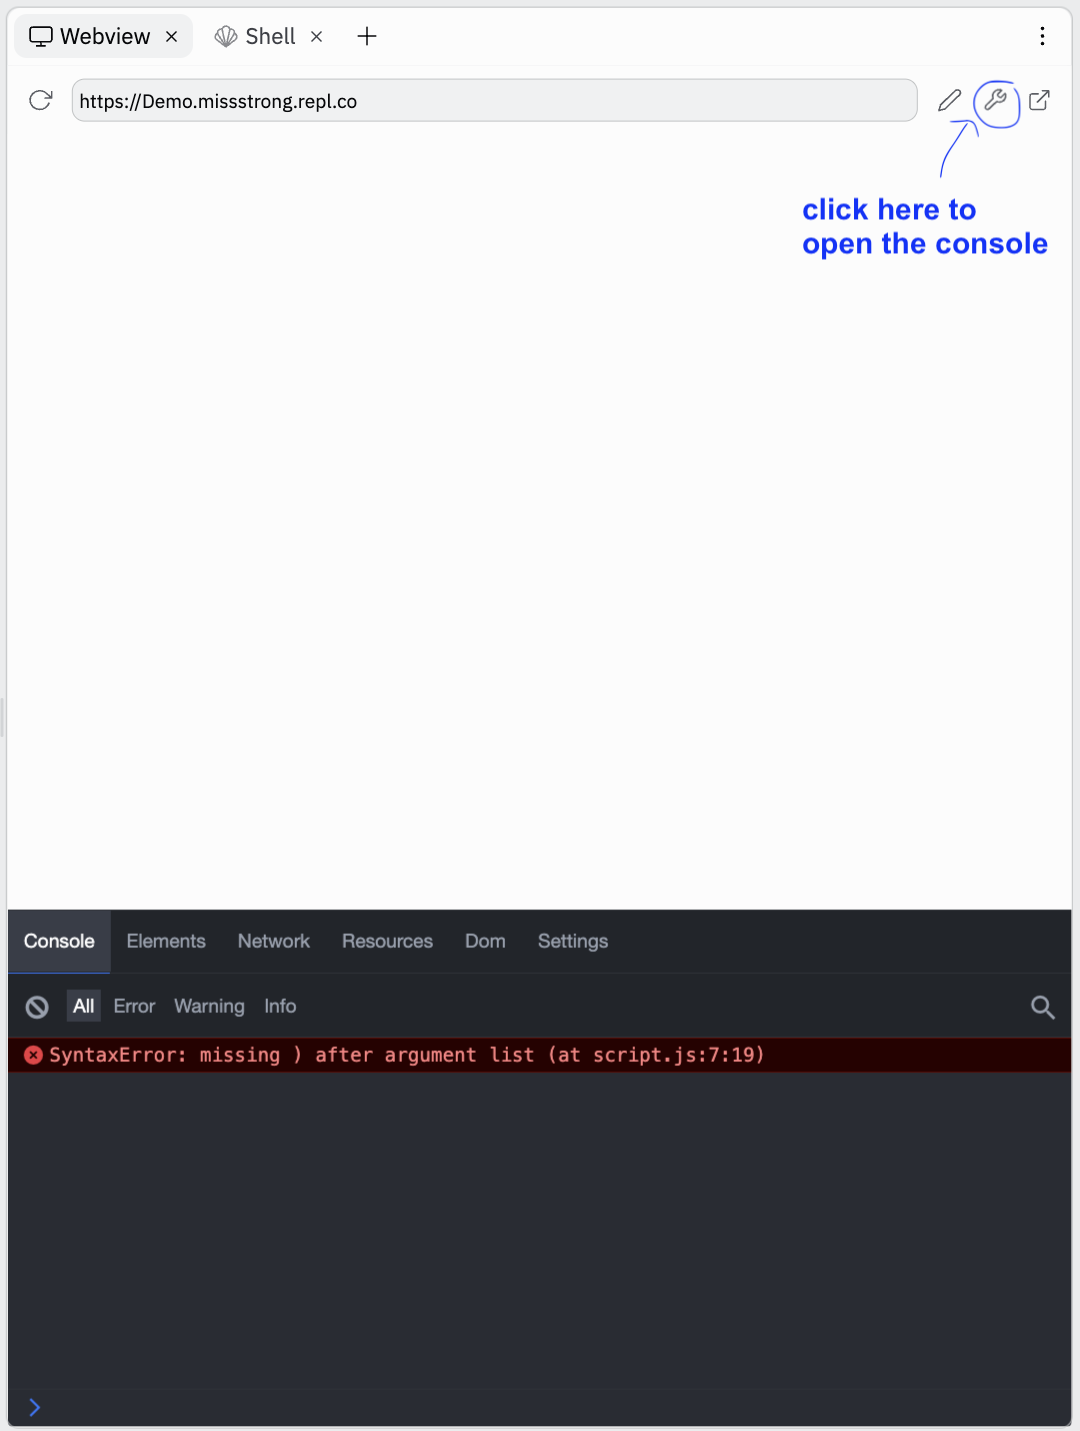 Webview × Shell × +
https://Demo.missstrong.repl.co
click here to
open the console
Console Elements Network Resources Dom Settings
All Error Warning Info
SyntaxError: missing ) after argument list (at script.js:7:19)